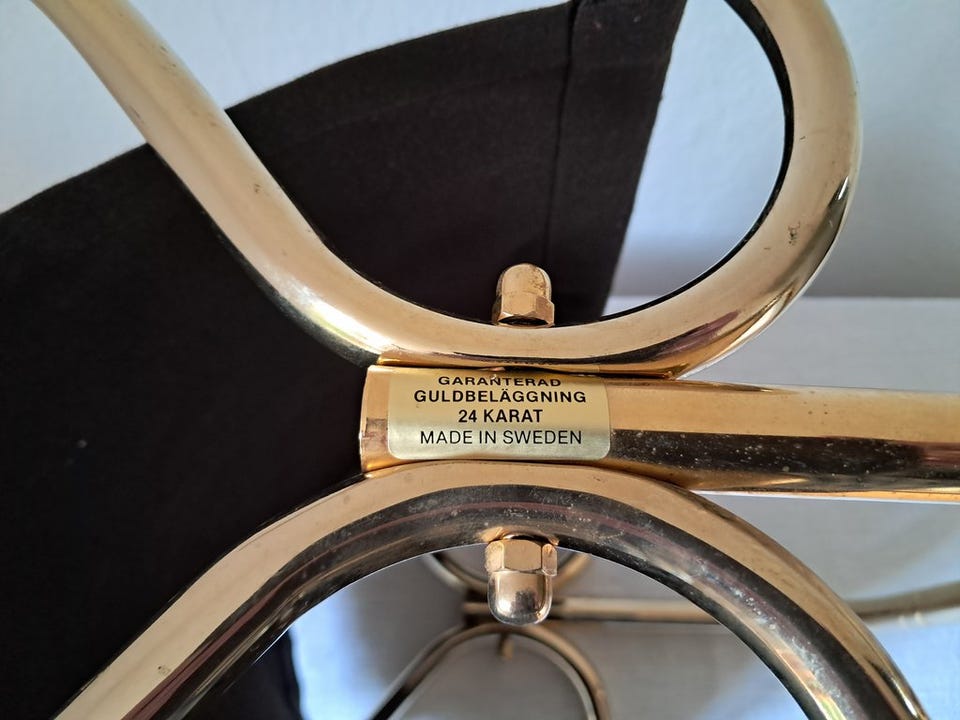 GARANTERAD
GULDBELÄGGNING
24 KARAT
MADE IN SWEDEN